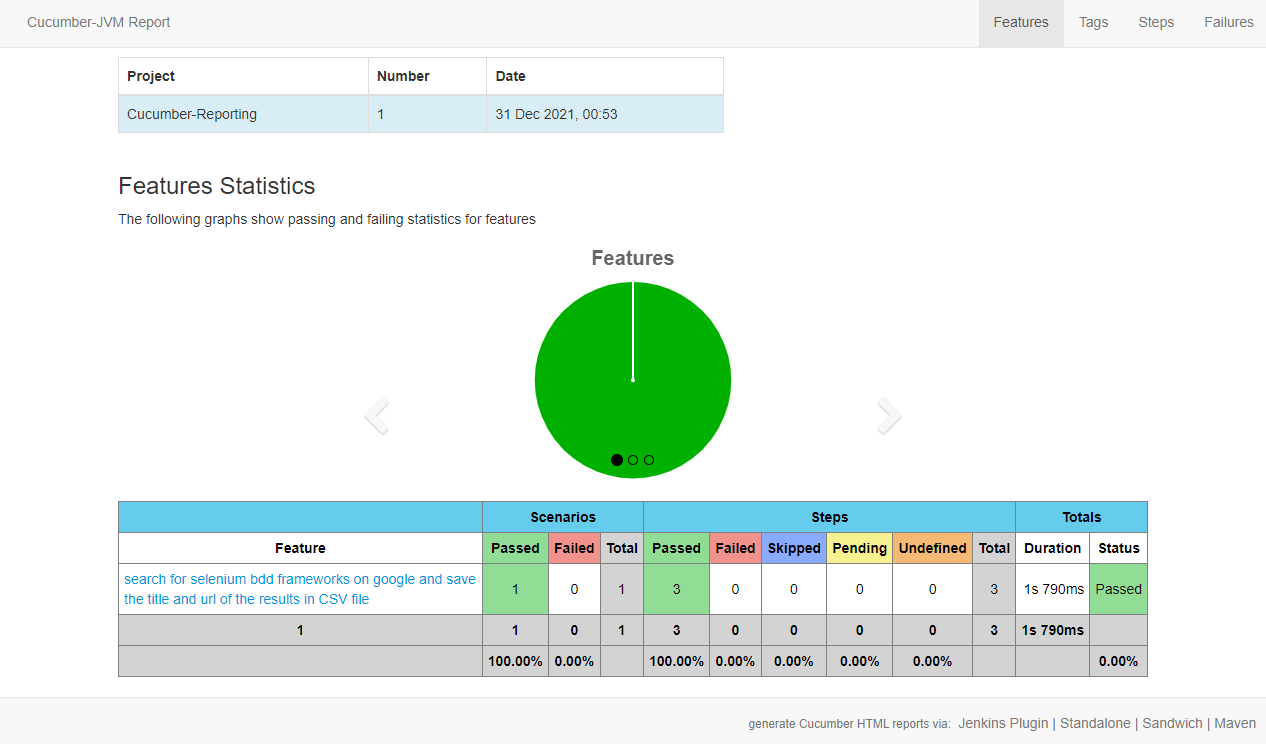 Cucumber-JVM Report Features Tags Steps Failures
Project Number Date
Cucumber-Reporting 1 31 Dec 2021, 00:53
Features Statistics
The following graphs show passing and failing statistics for features
Features
Scenarios Steps Totals
Feature Passed Failed Total Passed Failed Skipped Pending Undefined Total Duration Status
search for selenium bdd frameworks on google and save
the title and url of the results in CSV file 1 0 1 3 0 0 0 0 3 1s 790ms Passed
1 1 0 1 3 0 0 0 0 3 1s 790ms
100.00% 0.00% 100.00% 0.00% 0.00% 0.00% 0.00% 0.00%
generate Cucumber HTML reports via: Jenkins Plugin | Standalone | Sandwich | Maven